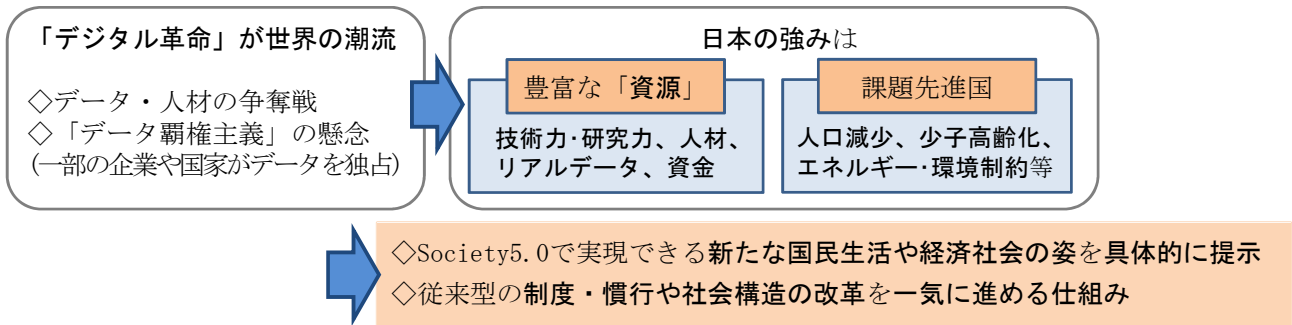 「デジタル革命」が世界の潮流
◇データ・人材の争奪戦
◇「データ覇権主義」の懸念
(一部の企業や国家がデータを独占)
日本の強みは
豊富な「資源」
技術力・研究力、人材、
リアルデータ、資金
課題先進国
人口減少、少子高齢化、
エネルギー・環境制約等
◇Society5.0で実現できる新たな国民生活や経済社会の姿を具体的に提示
◇従来型の制度・慣行や社会構造の改革を一気に進める仕組み